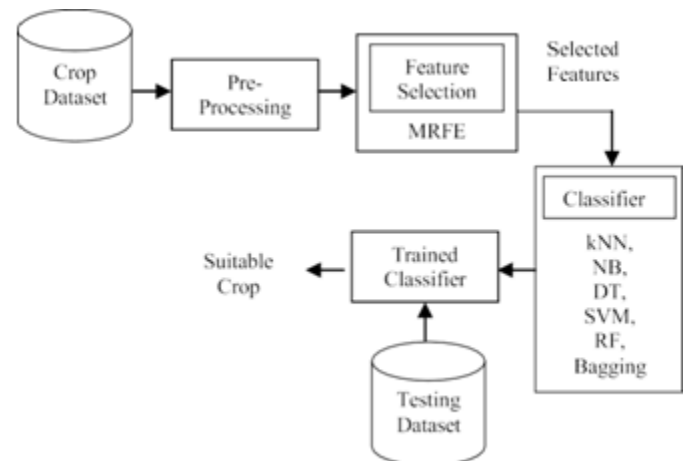 Crop
Dataset
Pre-
Processing
Feature
Selection
MRFE
Selected
Features
Classifier
kNN,
NB,
DT,
SVM,
RF,
Bagging
Trained
Classifier
Suitable
Crop
Testing
Dataset